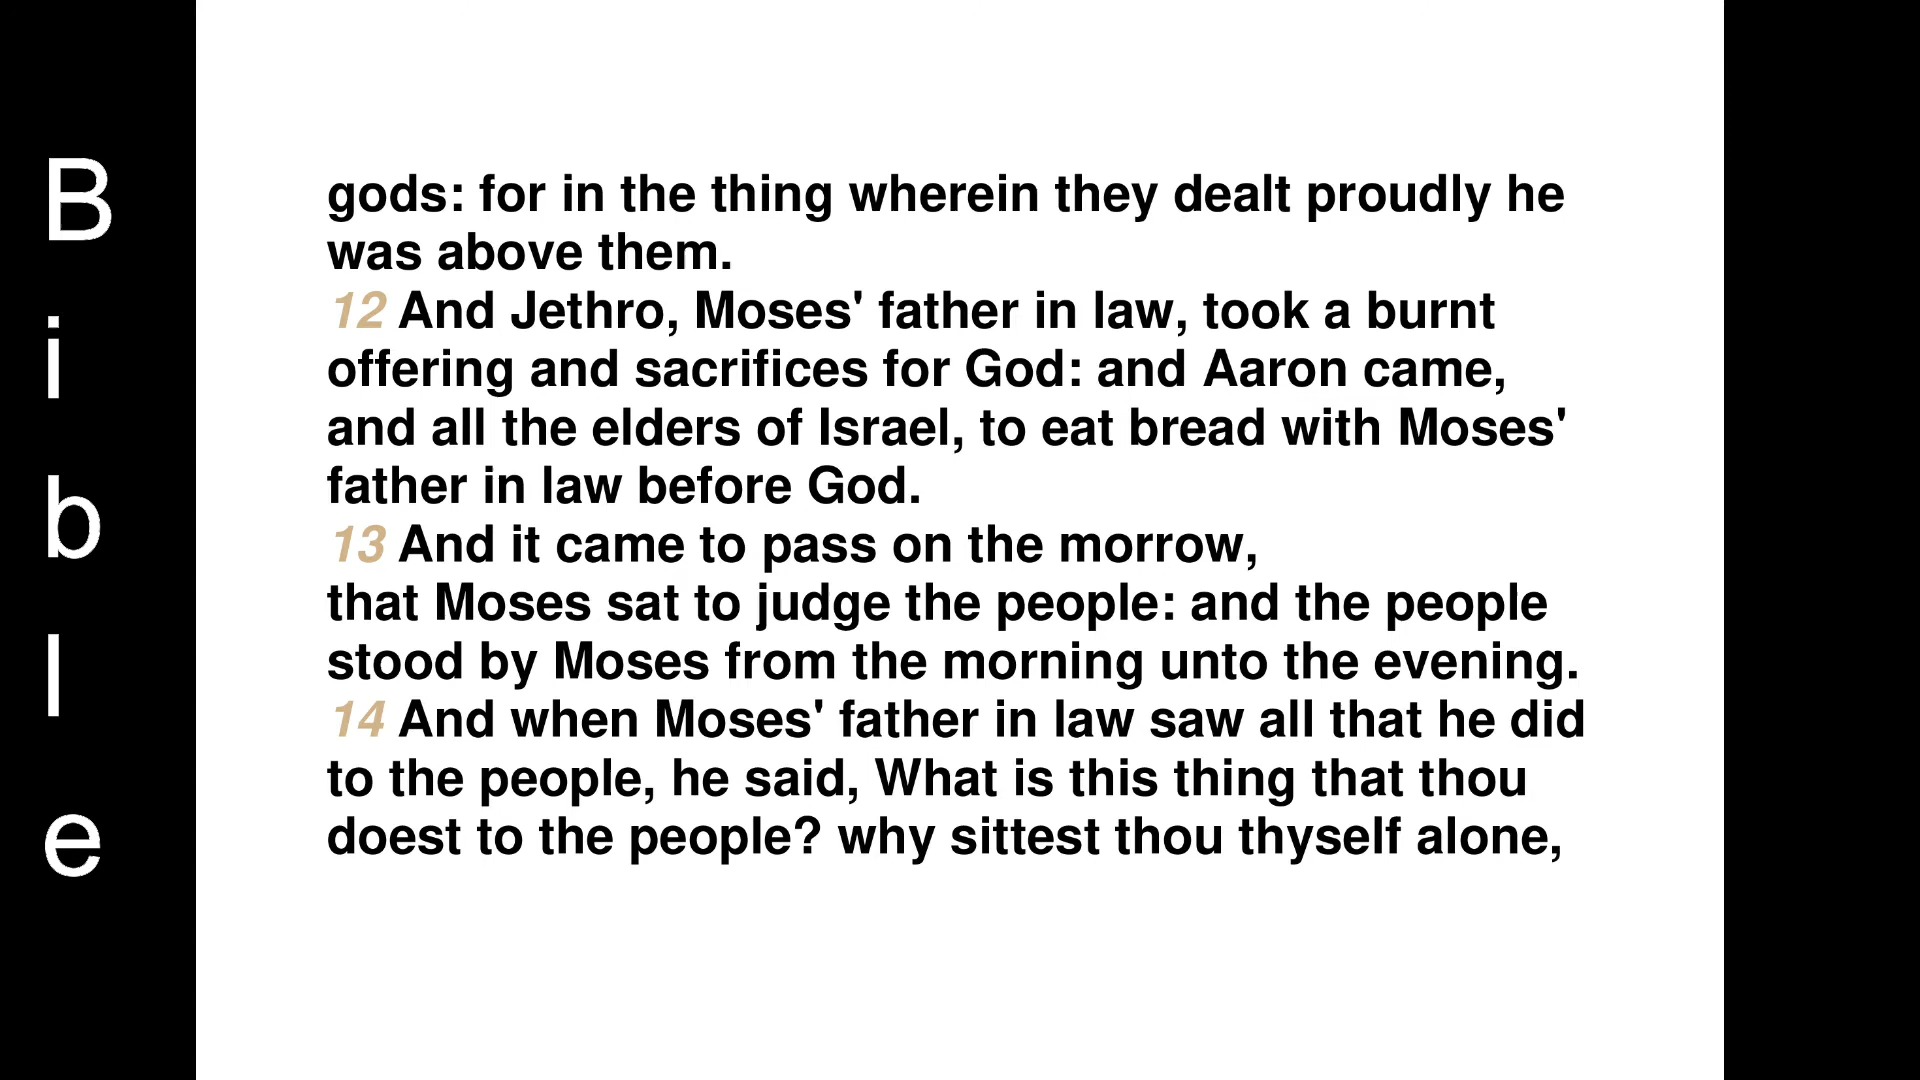 Bible
gods: for in the thing wherein they dealt proudly he
was above them.
12 And Jethro, Moses' father in law, took a burnt
offering and sacrifices for God: and Aaron came,
and all the elders of Israel, to eat bread with Moses'
father in law before God.
13 And it came to pass on the morrow,
that Moses sat to judge the people: and the people
stood by Moses from the morning unto the evening.
14 And when Moses' father in law saw all that he did
to the people, he said, What is this thing that thou
doest to the people? why sittest thou thyself alone,